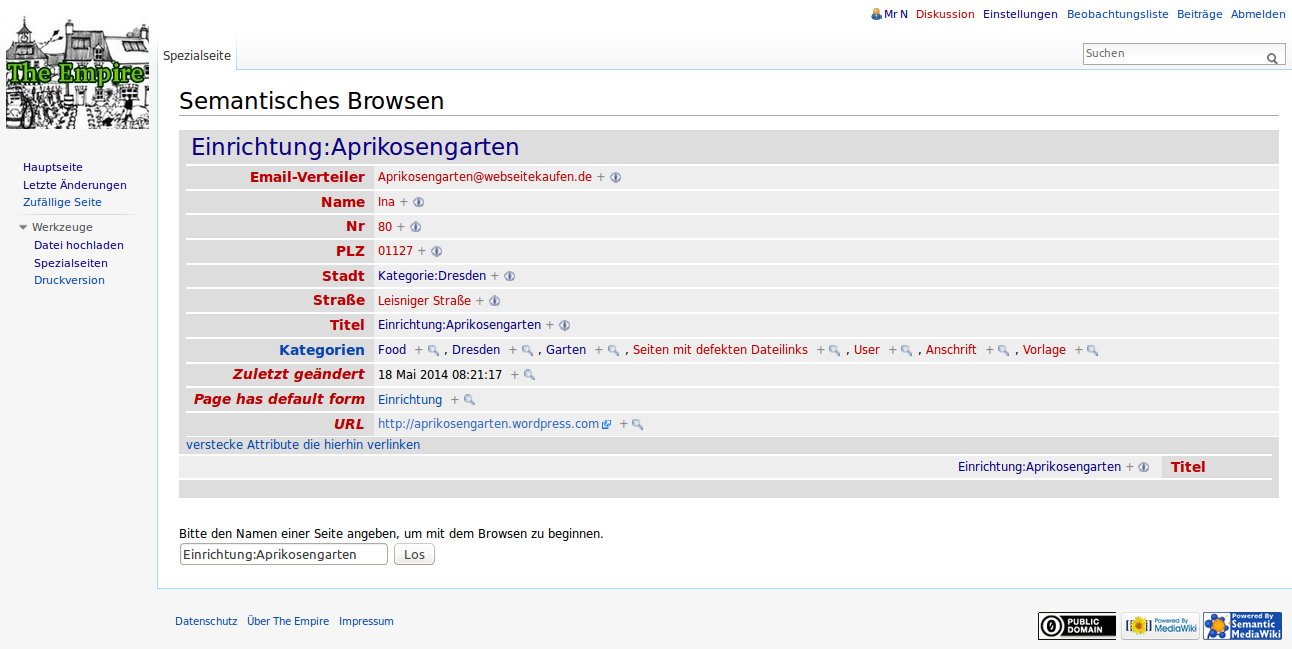 Mr N Diskussion Einstellungen Beobachtungsliste Beiträge Abmelden
The Empire
Spezialseite
Suchen
Hauptseite
Letzte Änderungen
Zufällige Seite
Werkzeuge
Datei hochladen
Spezialseiten
Druckversion
Semantisches Browsen
Einrichtung:Aprikosengarten
Email-Verteiler Aprikosengarten@webseitekaufen.de +
Name Ina +
Nr 80 +
PLZ 01127 +
Stadt Kategorie:Dresden +
Straße Leisniger Straße +
Titel Einrichtung:Aprikosengarten +
Kategorien Food + , Dresden + , Garten + , Seiten mit defekten Dateilinks + , User + , Anschrift + , Vorlage +
Zuletzt geändert 18 Mai 2014 08:21:17 +
Page has default form Einrichtung +
URL http://aprikosengarten.wordpress.com +
verstecke Attribute die hierhin verlinken
Einrichtung:Aprikosengarten + Titel
Bitte den Namen einer Seite angeben, um mit dem Browsen zu beginnen.
Einrichtung:Aprikosengarten Los
Datenschutz Über The Empire Impressum
PUBLIC
DOMAIN
Powered By
MediaWiki
Powered By
Semantic
MediaWiki